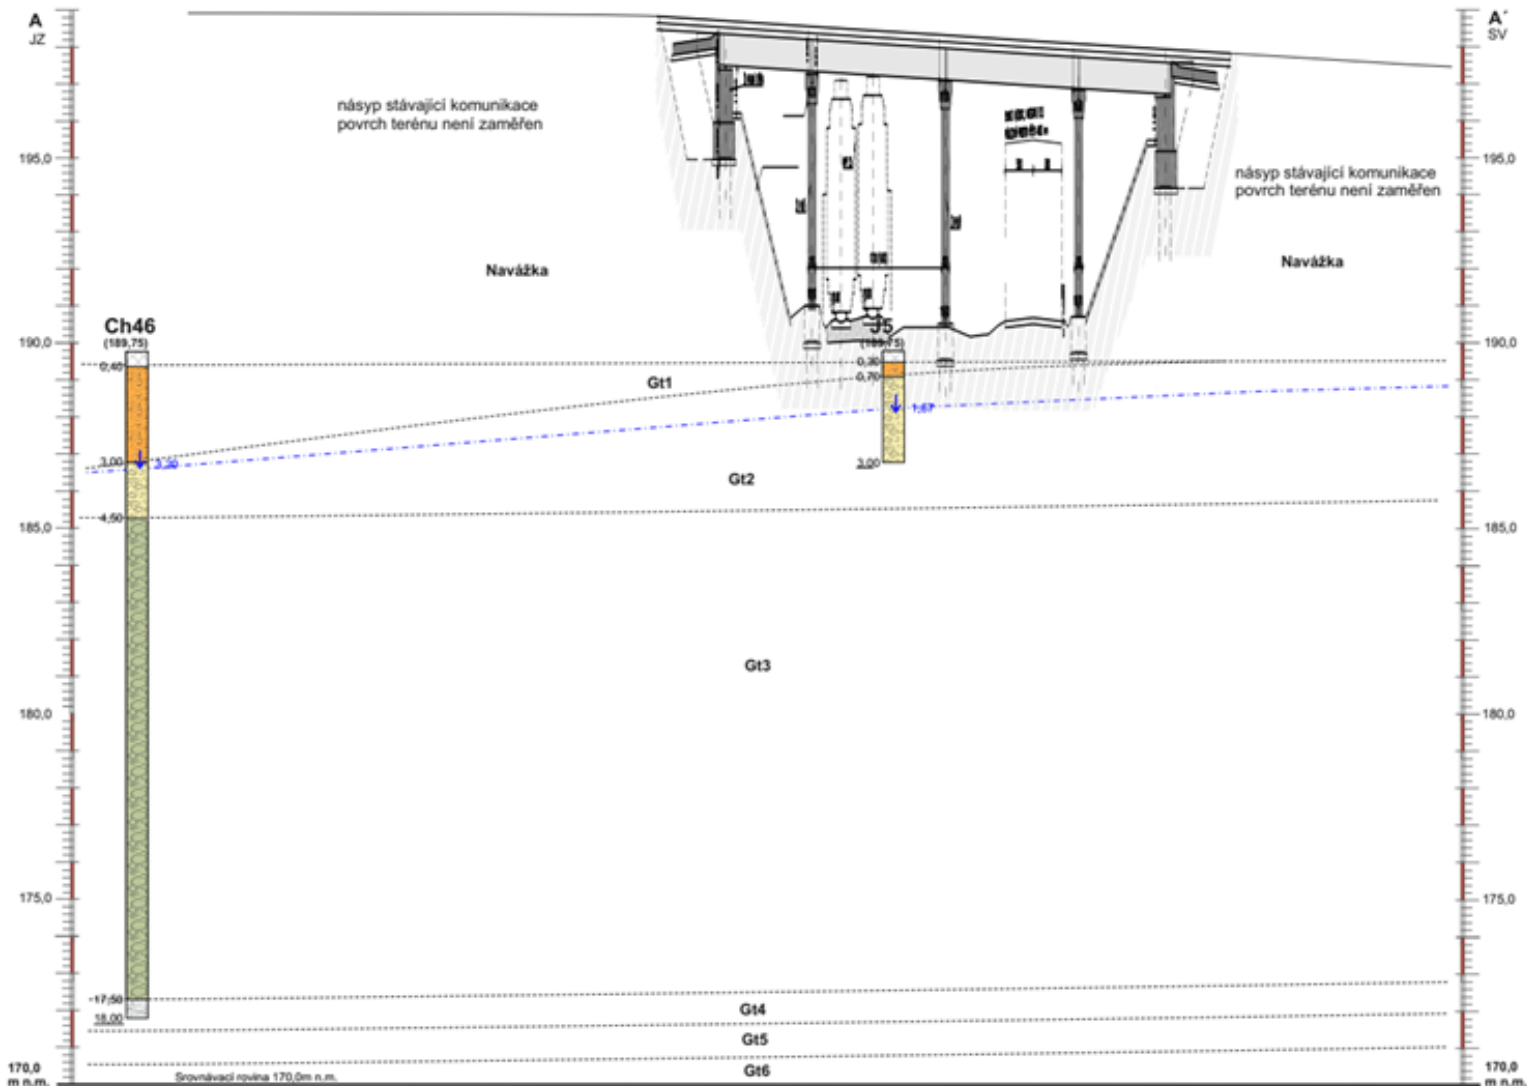 A
JZ
A´
SV
násyp stávající komunikace
povrch terénu není zaměřen
195,0
195,0
násyp stávající komunikace
povrch terénu není zaměřen
Navážka
Navážka
Ch46
(189,75)
J5
(189,75)
190,0
190,0
0,40
0,30
0,70
Gt1
1,67
3,00
3,20
3,00
Gt2
4,50
185,0
185,0
Gt3
180,0
180,0
175,0
175,0
17,50
18,00
Gt4
Gt5
Gt6
170,0
m n.m.
Srovnávací rovina 170,0m n.m.
170,0
m n.m.